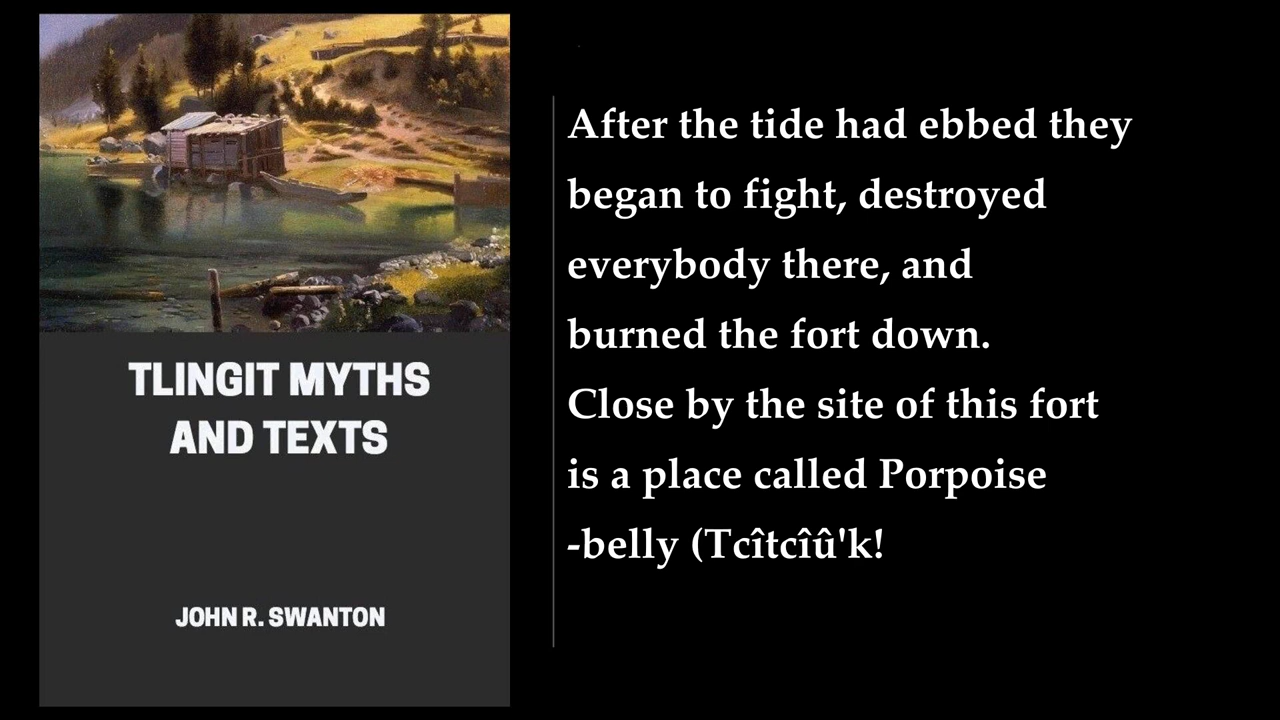 TLINGIT MYTHS
AND TEXTS
JOHN R. SWANTON
After the tide had ebbed they
began to fight, destroyed
everybody there, and
burned the fort down.
Close by the site of this fort
is a place called Porpoise
-belly (Tcîtcîû'k!